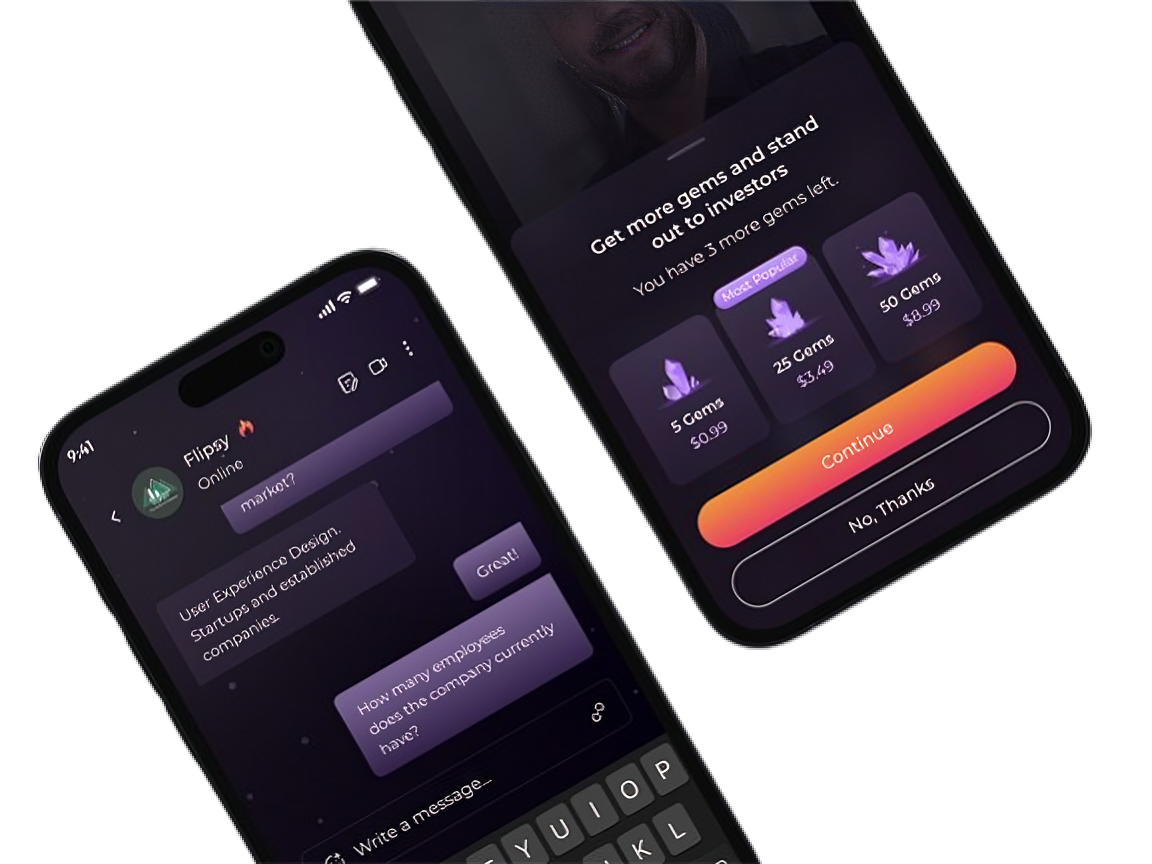 9:41
Flipsy
Online
market?
User Experience Design.
Startups and established
companies.
Great!
How many employees
does the company currently
have?
Write a message...
Y U I O P
K L
Get more gems and stand
out to investors
You have 3 more gems left.
Most Popular
5 Gems
$0.99
25 Gems
$3.49
50 Gems
$8.99
Continue
No, Thanks